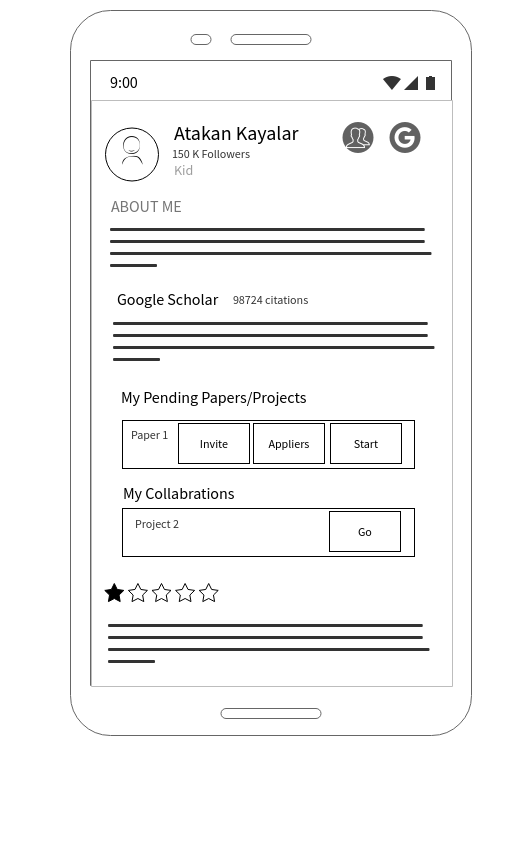 9:00
Atakan Kayalar
150 K Followers
Kid
G
ABOUT ME
Google Scholar 98724 citations
My Pending Papers/Projects
Paper 1 Invite Appliers Start
My Collabrations
Project 2 Go